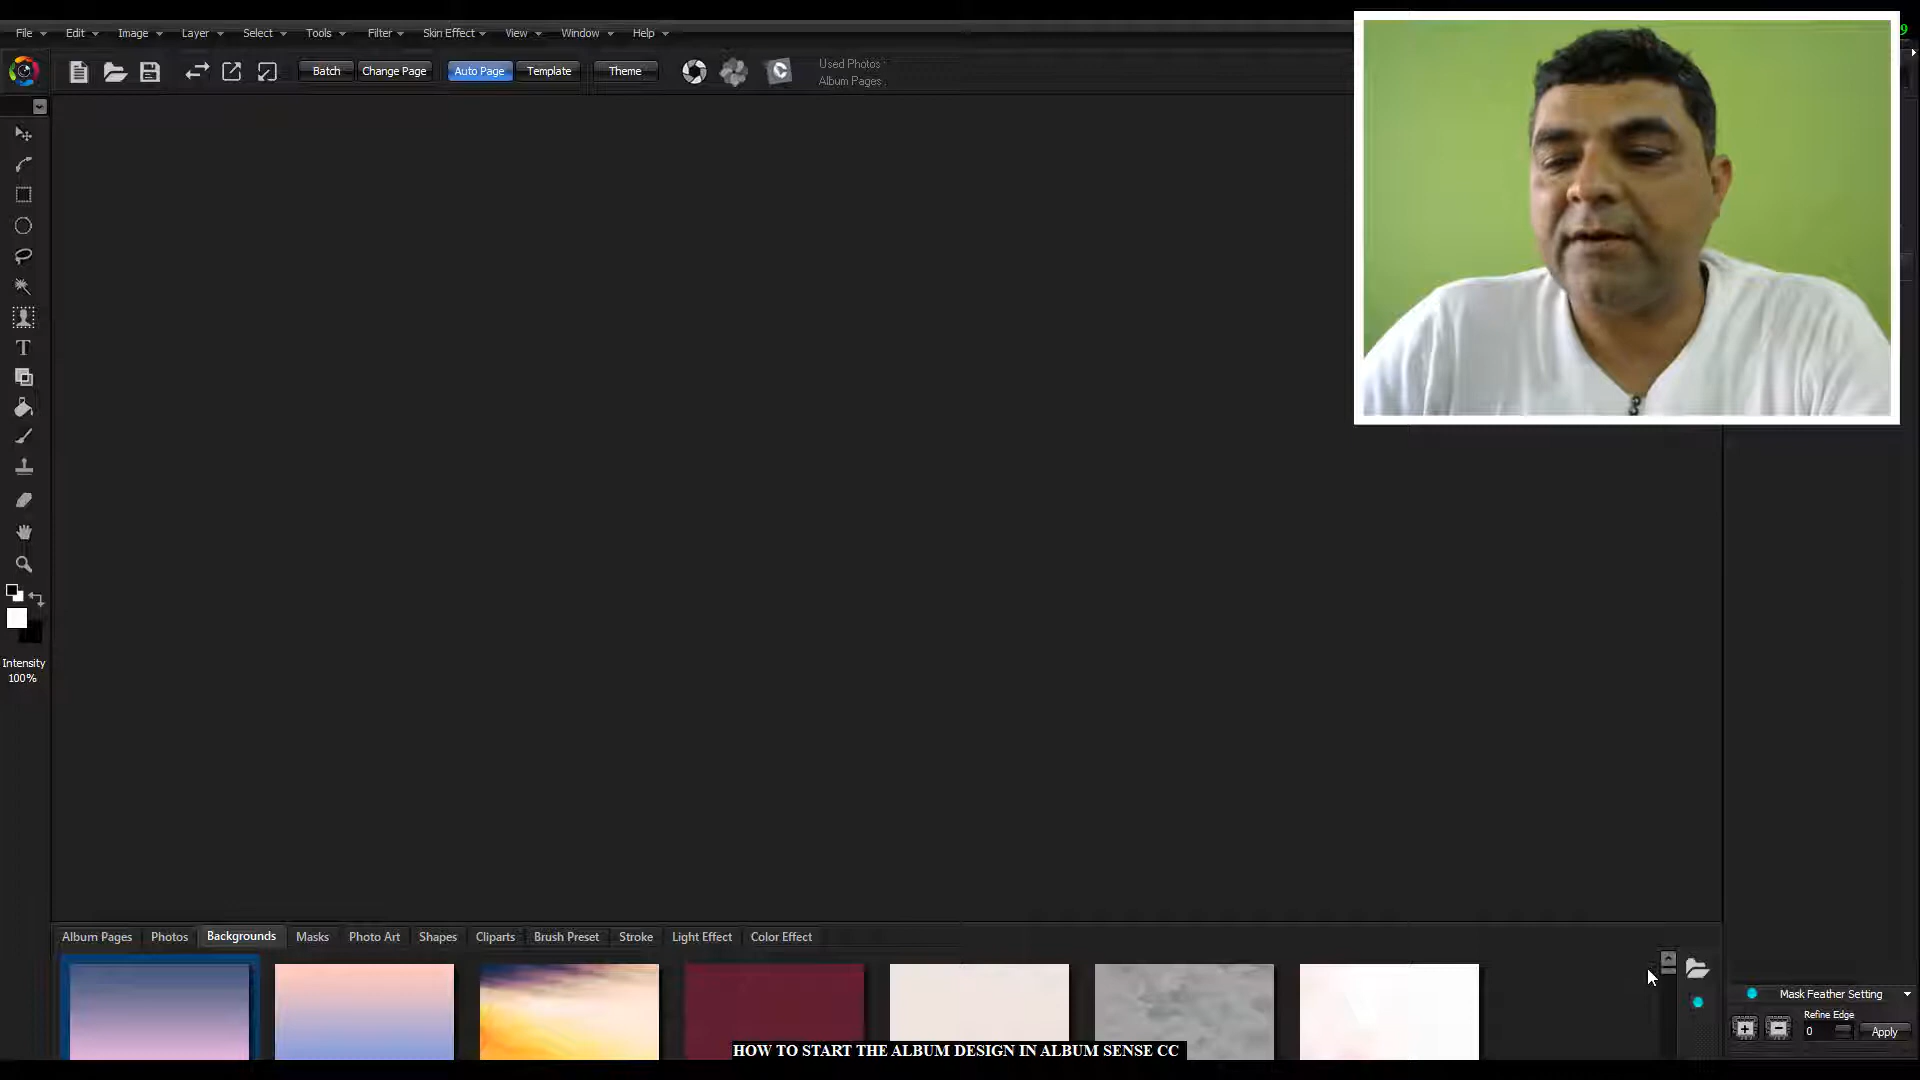 File Edit Image Layer Select Tools Filter Skin Effect View Window Help
Batch Change Page Auto Page Template Theme
Used Photos
Album Pages
T
Intensity
100%
Album Pages Photos Backgrounds Masks Photo Art Shapes Cliparts Brush Preset Stroke Light Effect Color Effect
Mask Feather Setting
Refine Edge
0 Apply
HOW TO START THE ALBUM DESIGN IN ALBUM SENSE CC